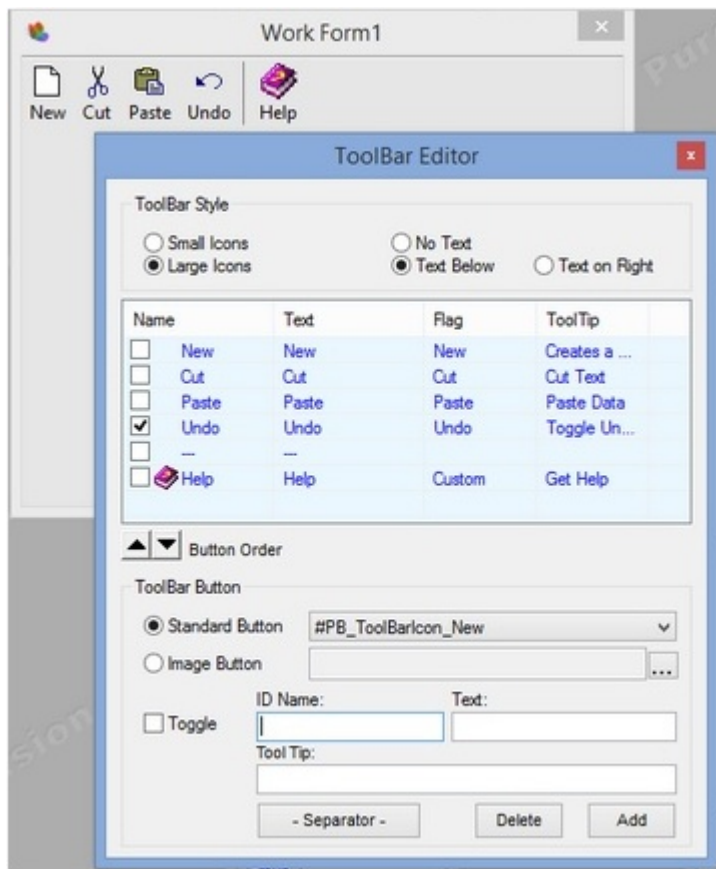 Work Form1
New Cut Paste Undo Help
ToolBar Editor
ToolBar Style
Small Icons No Text
Large Icons Text Below Text on Right
Name Text Flag ToolTip
New New New Creates a ...
Cut Cut Cut Cut Text
Paste Paste Paste Paste Data
Undo Undo Undo Toggle Un...
--- ---
Help Help Custom Get Help
Button Order
ToolBar Button
Standard Button #PB_ToolBarIcon_New
Image Button ...
ID Name: Text:
Toggle
Tool Tip:
- Separator - Delete Add